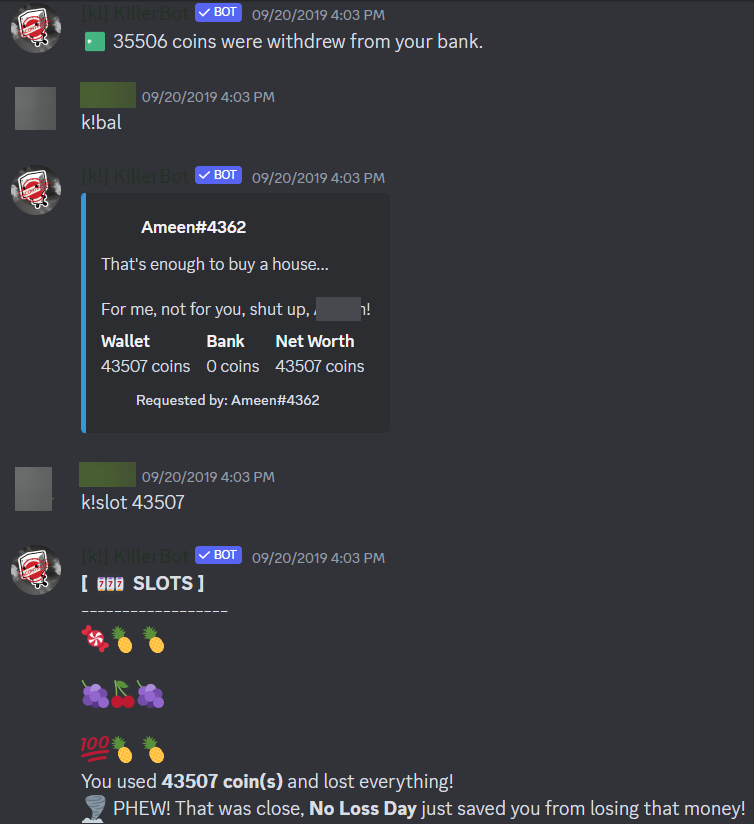 [k!] KillerBot ✓ BOT 09/20/2019 4:03 PM
35506 coins were withdrew from your bank.
09/20/2019 4:03 PM
k!bal
[k!] KillerBot ✓ BOT 09/20/2019 4:03 PM
Ameen#4362
That's enough to buy a house...
For me, not for you, shut up, !
Wallet Bank Net Worth
43507 coins 0 coins 43507 coins
Requested by: Ameen#4362
09/20/2019 4:03 PM
k!slot 43507
[k!] KillerBot ✓ BOT 09/20/2019 4:03 PM
[ 777 SLOTS ]
------------------
100
You used 43507 coin(s) and lost everything!
PHEW! That was close, No Loss Day just saved you from losing that money!